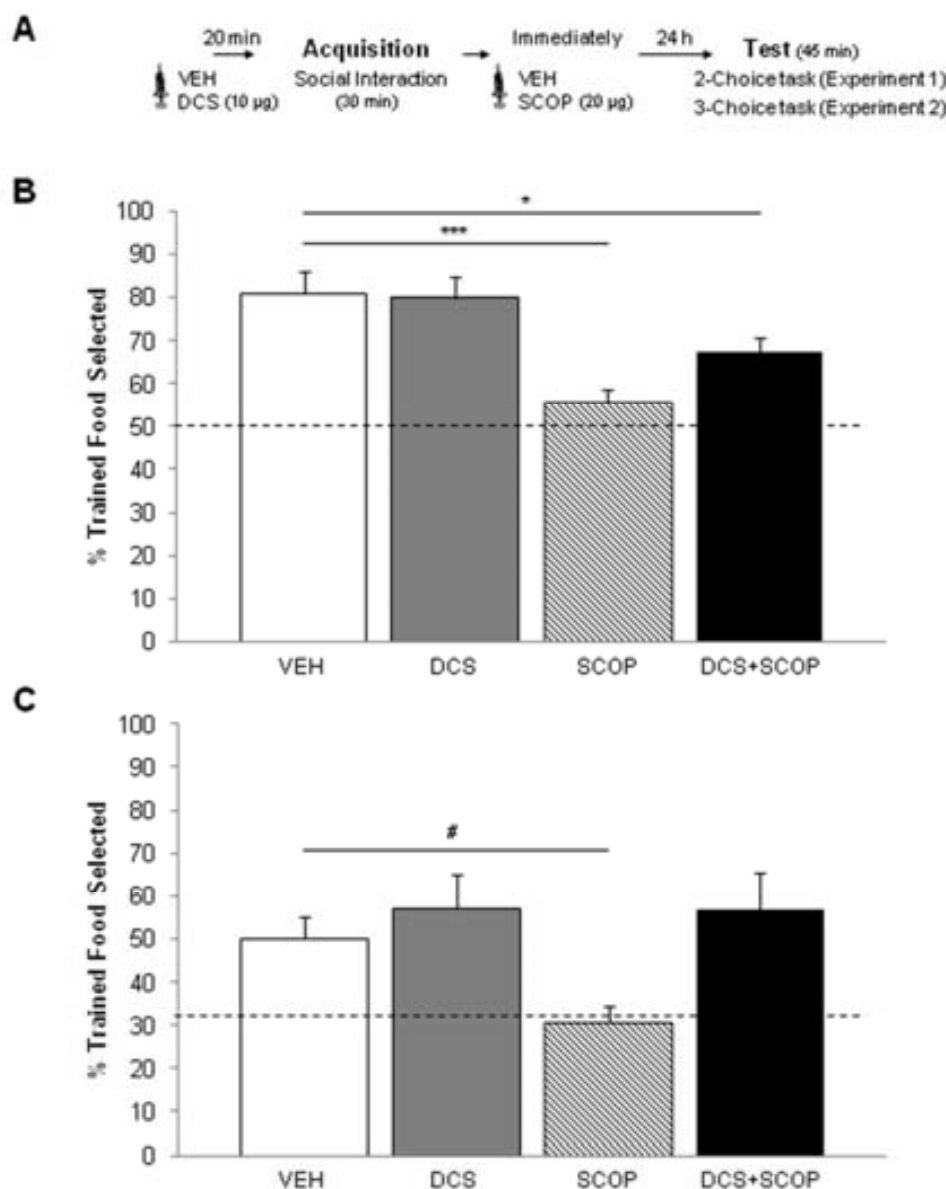 A
20 min Acquisition Immediately 24 h Test (45 min)
VEH Social Interaction VEH 2-Choice task (Experiment 1)
DCS (10 µg) (30 min) SCOP (20 µg) 3-Choice task (Experiment 2)
B
% Trained Food Selected
100
90
80
70
60
50
40
30
20
10
0
*
***
VEH DCS SCOP DCS+SCOP
C
% Trained Food Selected
100
90
80
70
60
50
40
30
20
10
0
#
VEH DCS SCOP DCS+SCOP